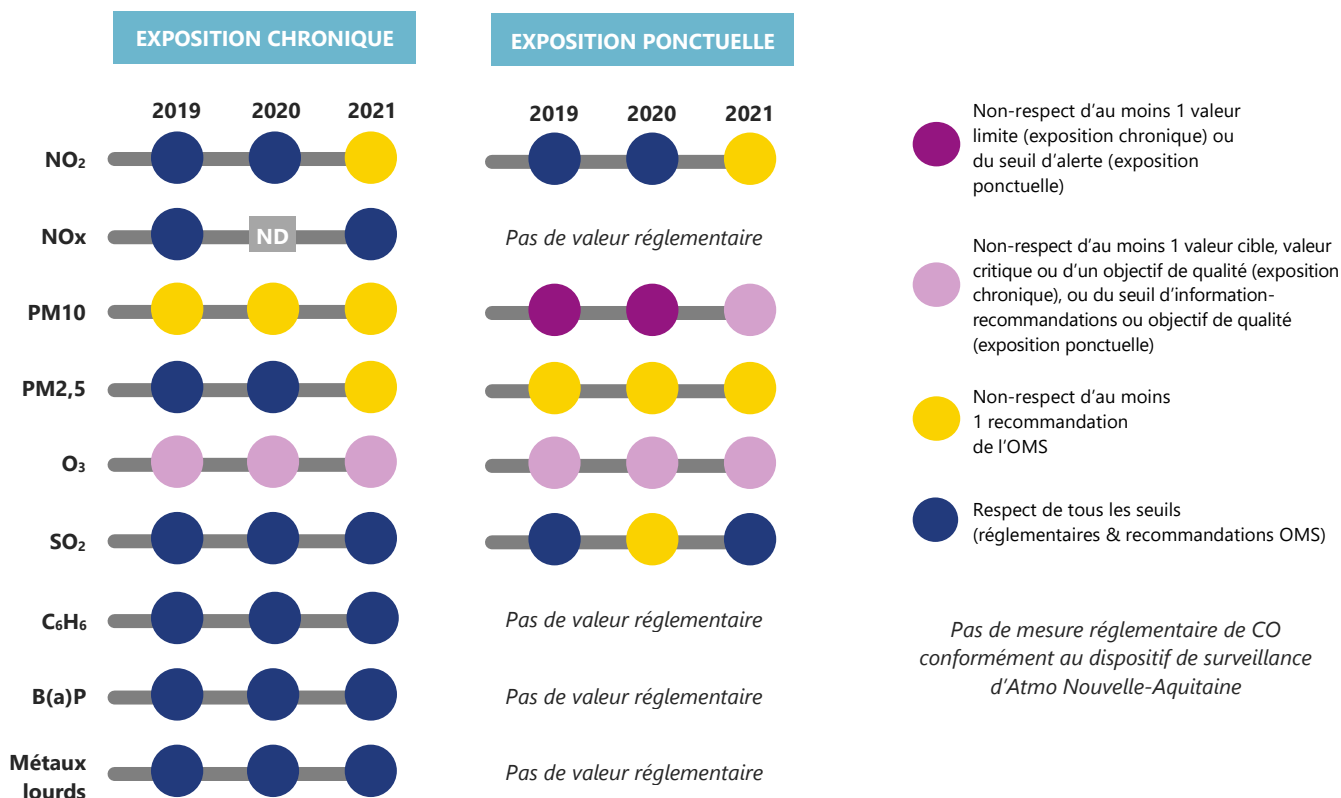 EXPOSITION CHRONIQUE
EXPOSITION PONCTUELLE
2019 2020 2021
2019 2020 2021
NO₂
NOx
ND
Pas de valeur réglementaire
PM10
PM2,5
O₃
SO₂
C₆H₆
Pas de valeur réglementaire
B(a)P
Pas de valeur réglementaire
Métaux
lourds
Pas de valeur réglementaire
Non-respect d’au moins 1 valeur
limite (exposition chronique) ou
du seuil d’alerte (exposition
ponctuelle)
Non-respect d’au moins 1 valeur cible, valeur
critique ou d’un objectif de qualité (exposition
chronique), ou du seuil d’information-
recommandations ou objectif de qualité
(exposition ponctuelle)
Non-respect d’au moins
1 recommandation
de l’OMS
Respect de tous les seuils
(réglementaires & recommandations OMS)
Pas de mesure réglementaire de CO
conformément au dispositif de surveillance
d’Atmo Nouvelle-Aquitaine